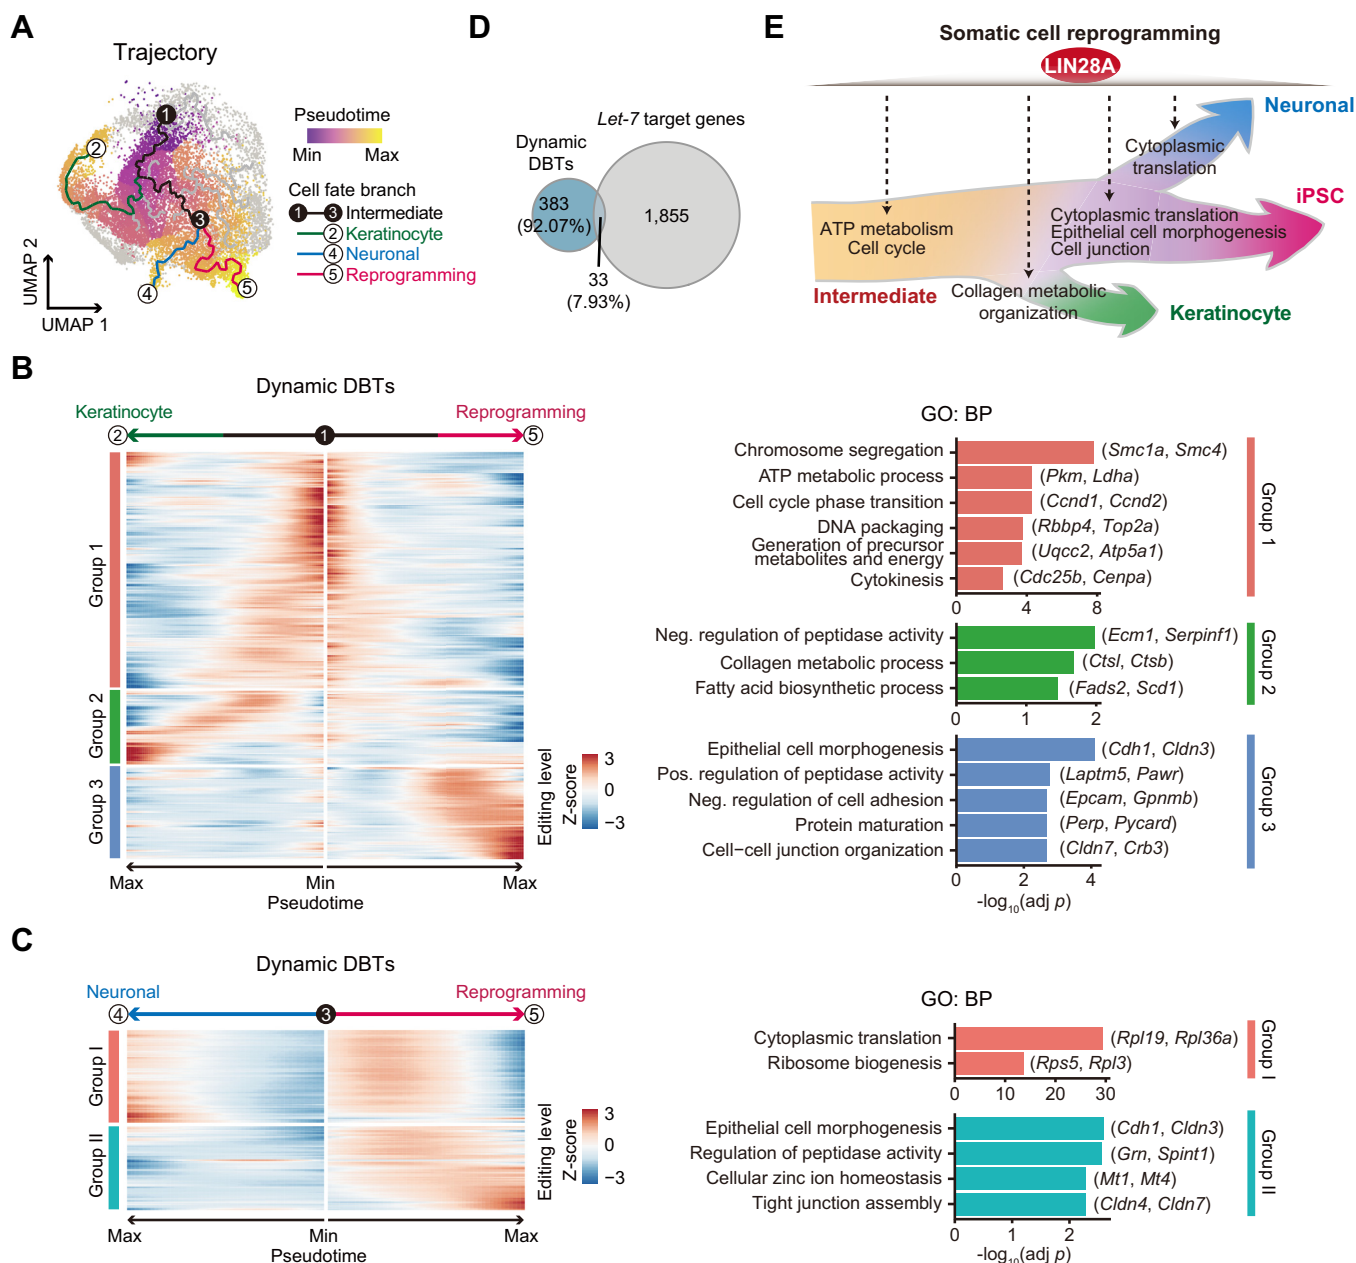 A
Trajectory
1
2
3
4
5
UMAP 2
UMAP 1
Pseudotime
Min Max
Cell fate branch
1 3 Intermediate
2 Keratinocyte
4 Neuronal
5 Reprogramming
D
Let-7 target genes
Dynamic
DBTs
383
(92.07%)
1,855
33
(7.93%)
E
Somatic cell reprogramming
LIN28A
Neuronal
Cytoplasmic
translation
iPSC
ATP metabolism
Cell cycle
Cytoplasmic translation
Epithelial cell morphogenesis
Cell junction
Intermediate
Collagen metabolic
organization
Keratinocyte
B
Dynamic DBTs
Keratinocyte Reprogramming
2 1 5
Group 1
Group 2
Group 3
Editing level
Z-score
3
0
−3
Max Min Max
Pseudotime
GO: BP
Chromosome segregation (Smc1a, Smc4)
ATP metabolic process (Pkm, Ldha)
Cell cycle phase transition (Ccnd1, Ccnd2)
DNA packaging (Rbbp4, Top2a)
Generation of precursor
metabolites and energy (Uqcc2, Atp5a1)
Cytokinesis (Cdc25b, Cenpa)
0 4 8
Group 1
Neg. regulation of peptidase activity (Ecm1, Serpinf1)
Collagen metabolic process (Ctsl, Ctsb)
Fatty acid biosynthetic process (Fads2, Scd1)
0 1 2
Group 2
Epithelial cell morphogenesis (Cdh1, Cldn3)
Pos. regulation of peptidase activity (Laptm5, Pawr)
Neg. regulation of cell adhesion (Epcam, Gpnmb)
Protein maturation (Perp, Pycard)
Cell−cell junction organization (Cldn7, Crb3)
0 2 4
-log10(adj p)
Group 3
C
Dynamic DBTs
Neuronal Reprogramming
4 3 5
Group I
Group II
Editing level
Z-score
3
0
−3
Max Min Max
Pseudotime
GO: BP
Cytoplasmic translation (Rpl19, Rpl36a)
Ribosome biogenesis (Rps5, Rpl3)
0 10 20 30
Group I
Epithelial cell morphogenesis (Cdh1, Cldn3)
Regulation of peptidase activity (Grn, Spint1)
Cellular zinc ion homeostasis (Mt1, Mt4)
Tight junction assembly (Cldn4, Cldn7)
0 1 2
-log10(adj p)
Group II